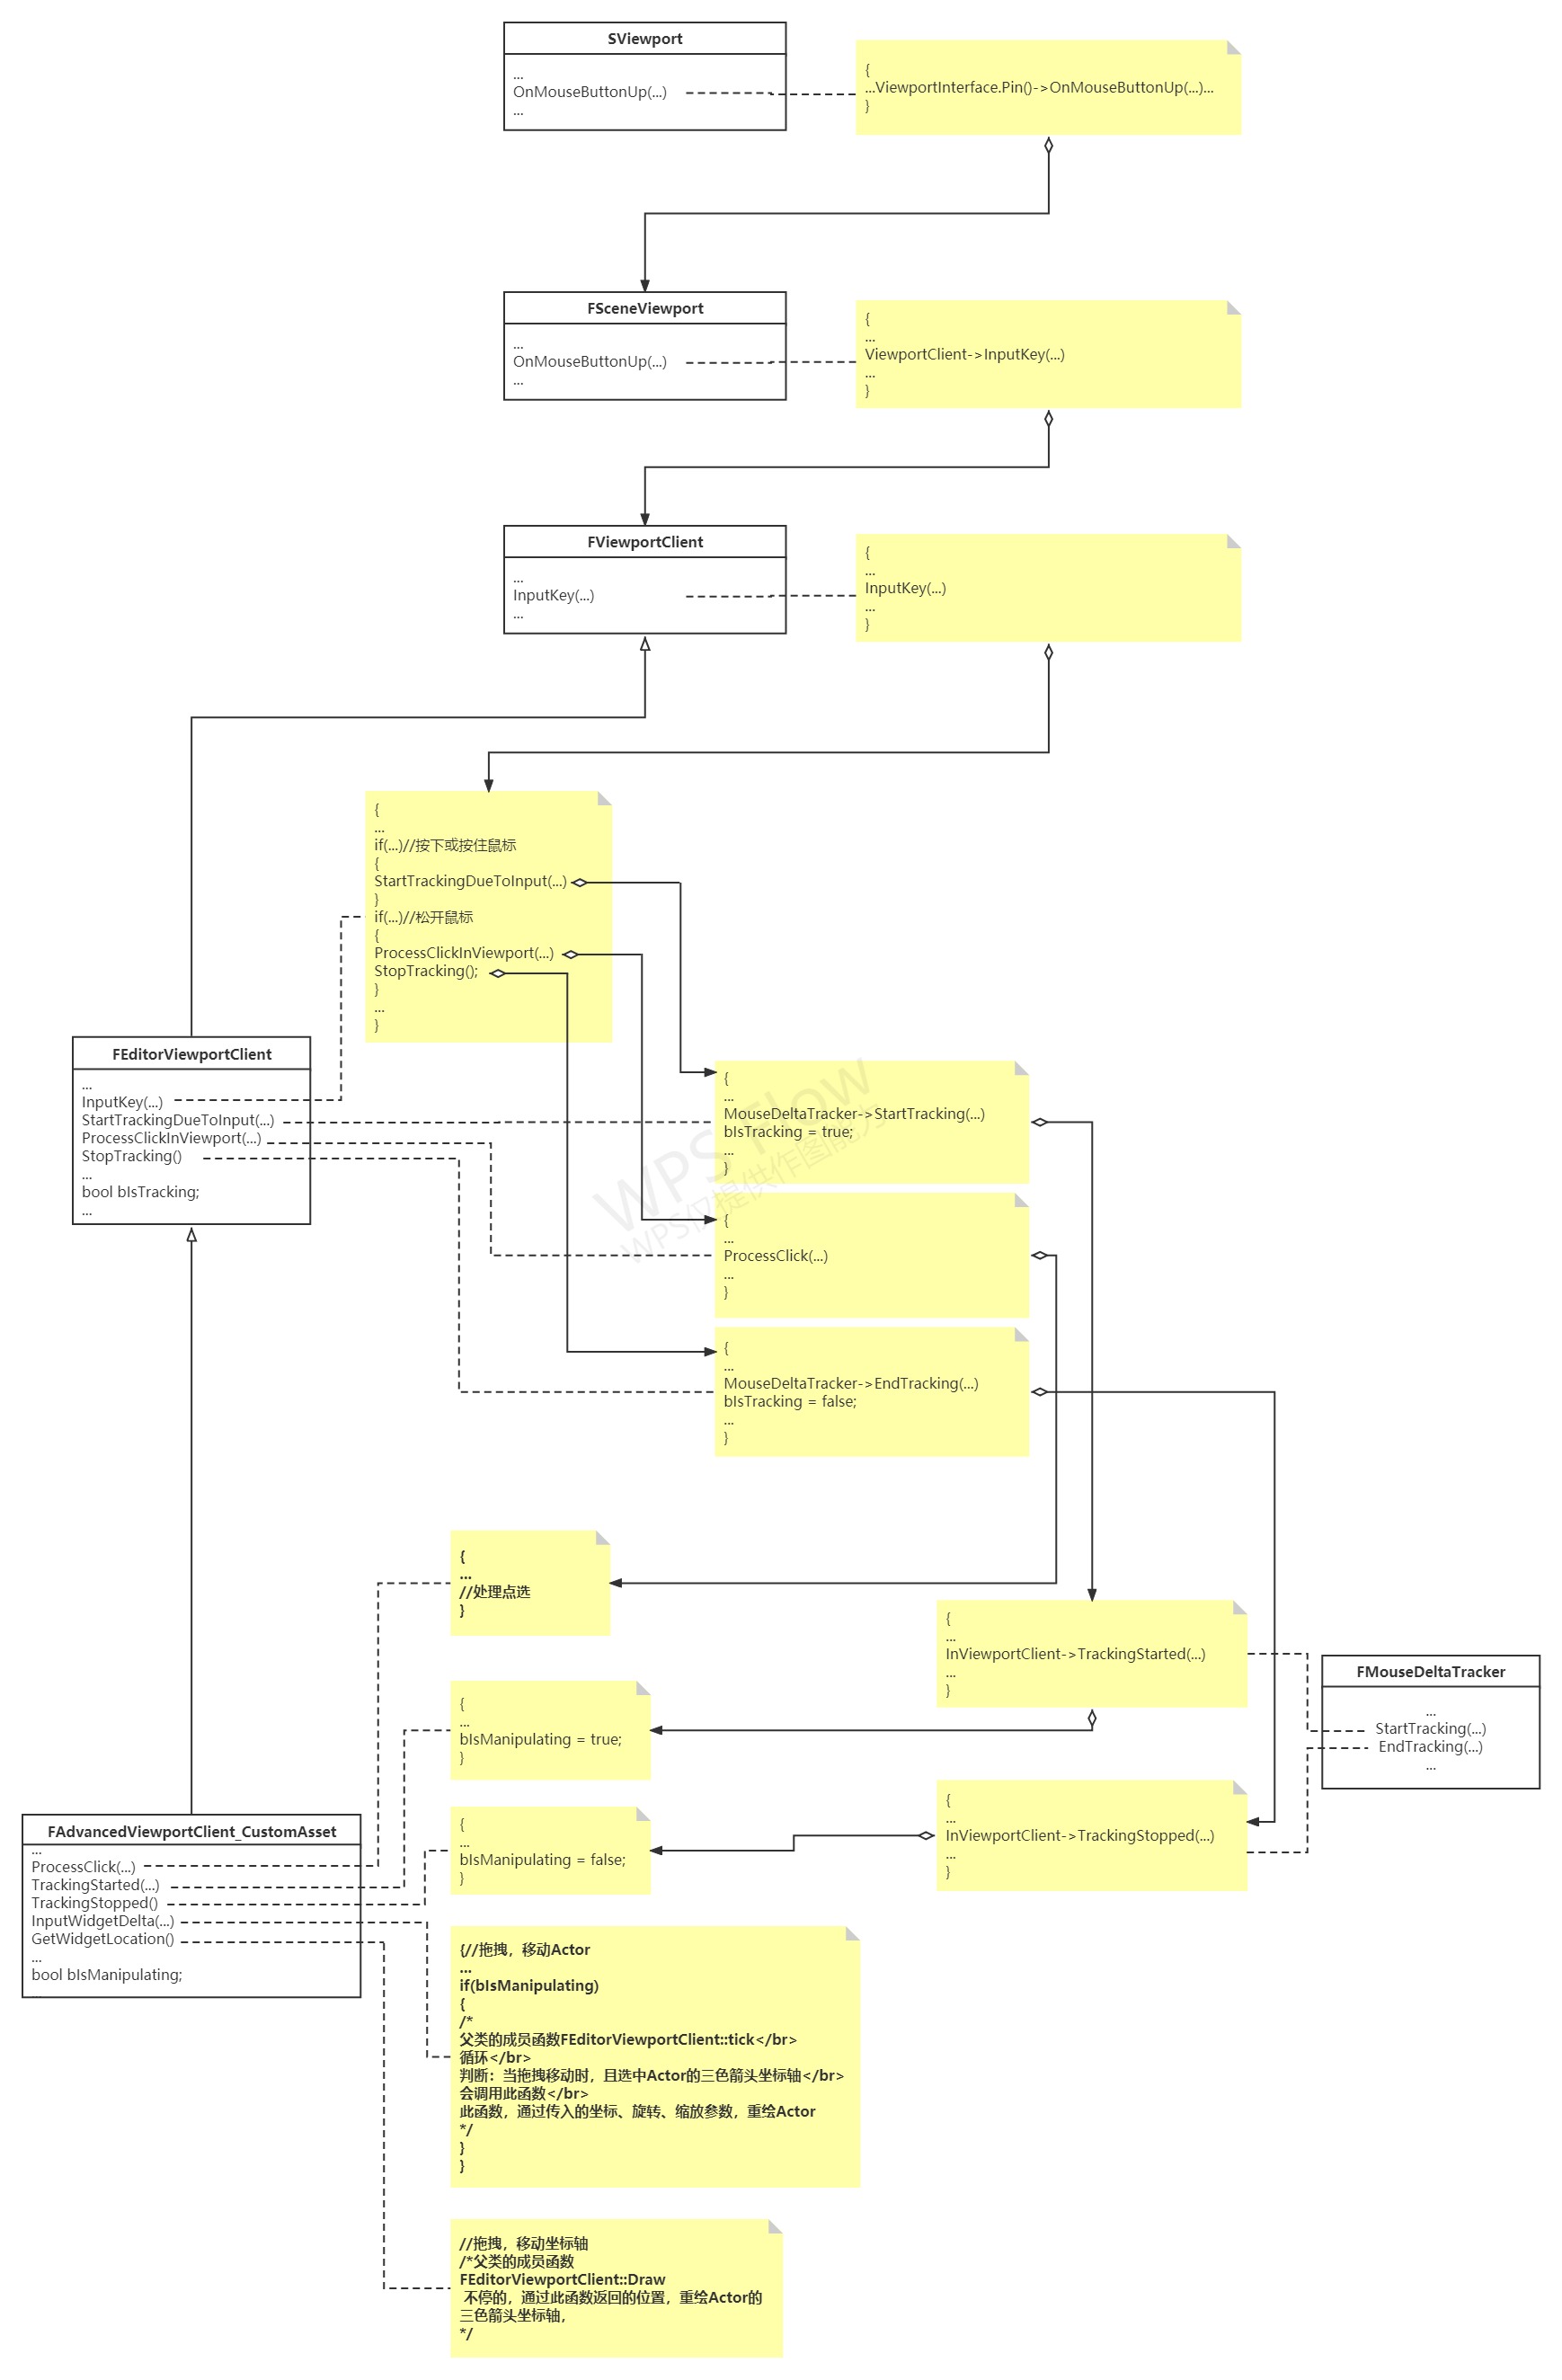 SViewport
...
OnMouseButtonUp(...)
...
{
...ViewportInterface.Pin()->OnMouseButtonUp(...)...
}
FSceneViewport
...
OnMouseButtonUp(...)
...
{
...
ViewportClient->InputKey(...)
...
}
FViewportClient
...
InputKey(...)
...
{
...
InputKey(...)
...
}
{
...
if(...)//按下或按住鼠标
{
StartTrackingDueToInput(...)
}
if(...)//松开鼠标
{
ProcessClickInViewport(...)
StopTracking();
}
...
}
FEditorViewportClient
...
InputKey(...)
StartTrackingDueToInput(...)
ProcessClickInViewport(...)
StopTracking()
...
bool bIsTracking;
...
{
...
MouseDeltaTracker->StartTracking(...)
bIsTracking = true;
...
}
{
...
ProcessClick(...)
...
}
{
...
MouseDeltaTracker->EndTracking(...)
bIsTracking = false;
...
}
WPS Flow
WPS仅提供作图能力
{
...
//处理点选
}
{
...
InViewportClient->TrackingStarted(...)
...
}
FMouseDeltaTracker
...
StartTracking(...)
EndTracking(...)
...
{
...
bIsManipulating = true;
}
{
...
InViewportClient->TrackingStopped(...)
...
}
{
...
bIsManipulating = false;
}
FAdvancedViewportClient_CustomAsset
...
ProcessClick(...)
TrackingStarted(...)
TrackingStopped()
InputWidgetDelta(...)
GetWidgetLocation()
...
bool bIsManipulating;
{//拖拽，移动Actor
...
if(bIsManipulating)
{
/*
父类的成员函数FEditorViewportClient::tick</br>
循环</br>
判断：当拖拽移动时，且选中Actor的三色箭头坐标轴</br>
会调用此函数</br>
此函数，通过传入的坐标、旋转、缩放参数，重绘Actor
*/
}
}
//拖拽，移动坐标轴
/*父类的成员函数
FEditorViewportClient::Draw
不停的，通过此函数返回的位置，重绘Actor的
三色箭头坐标轴，
*/